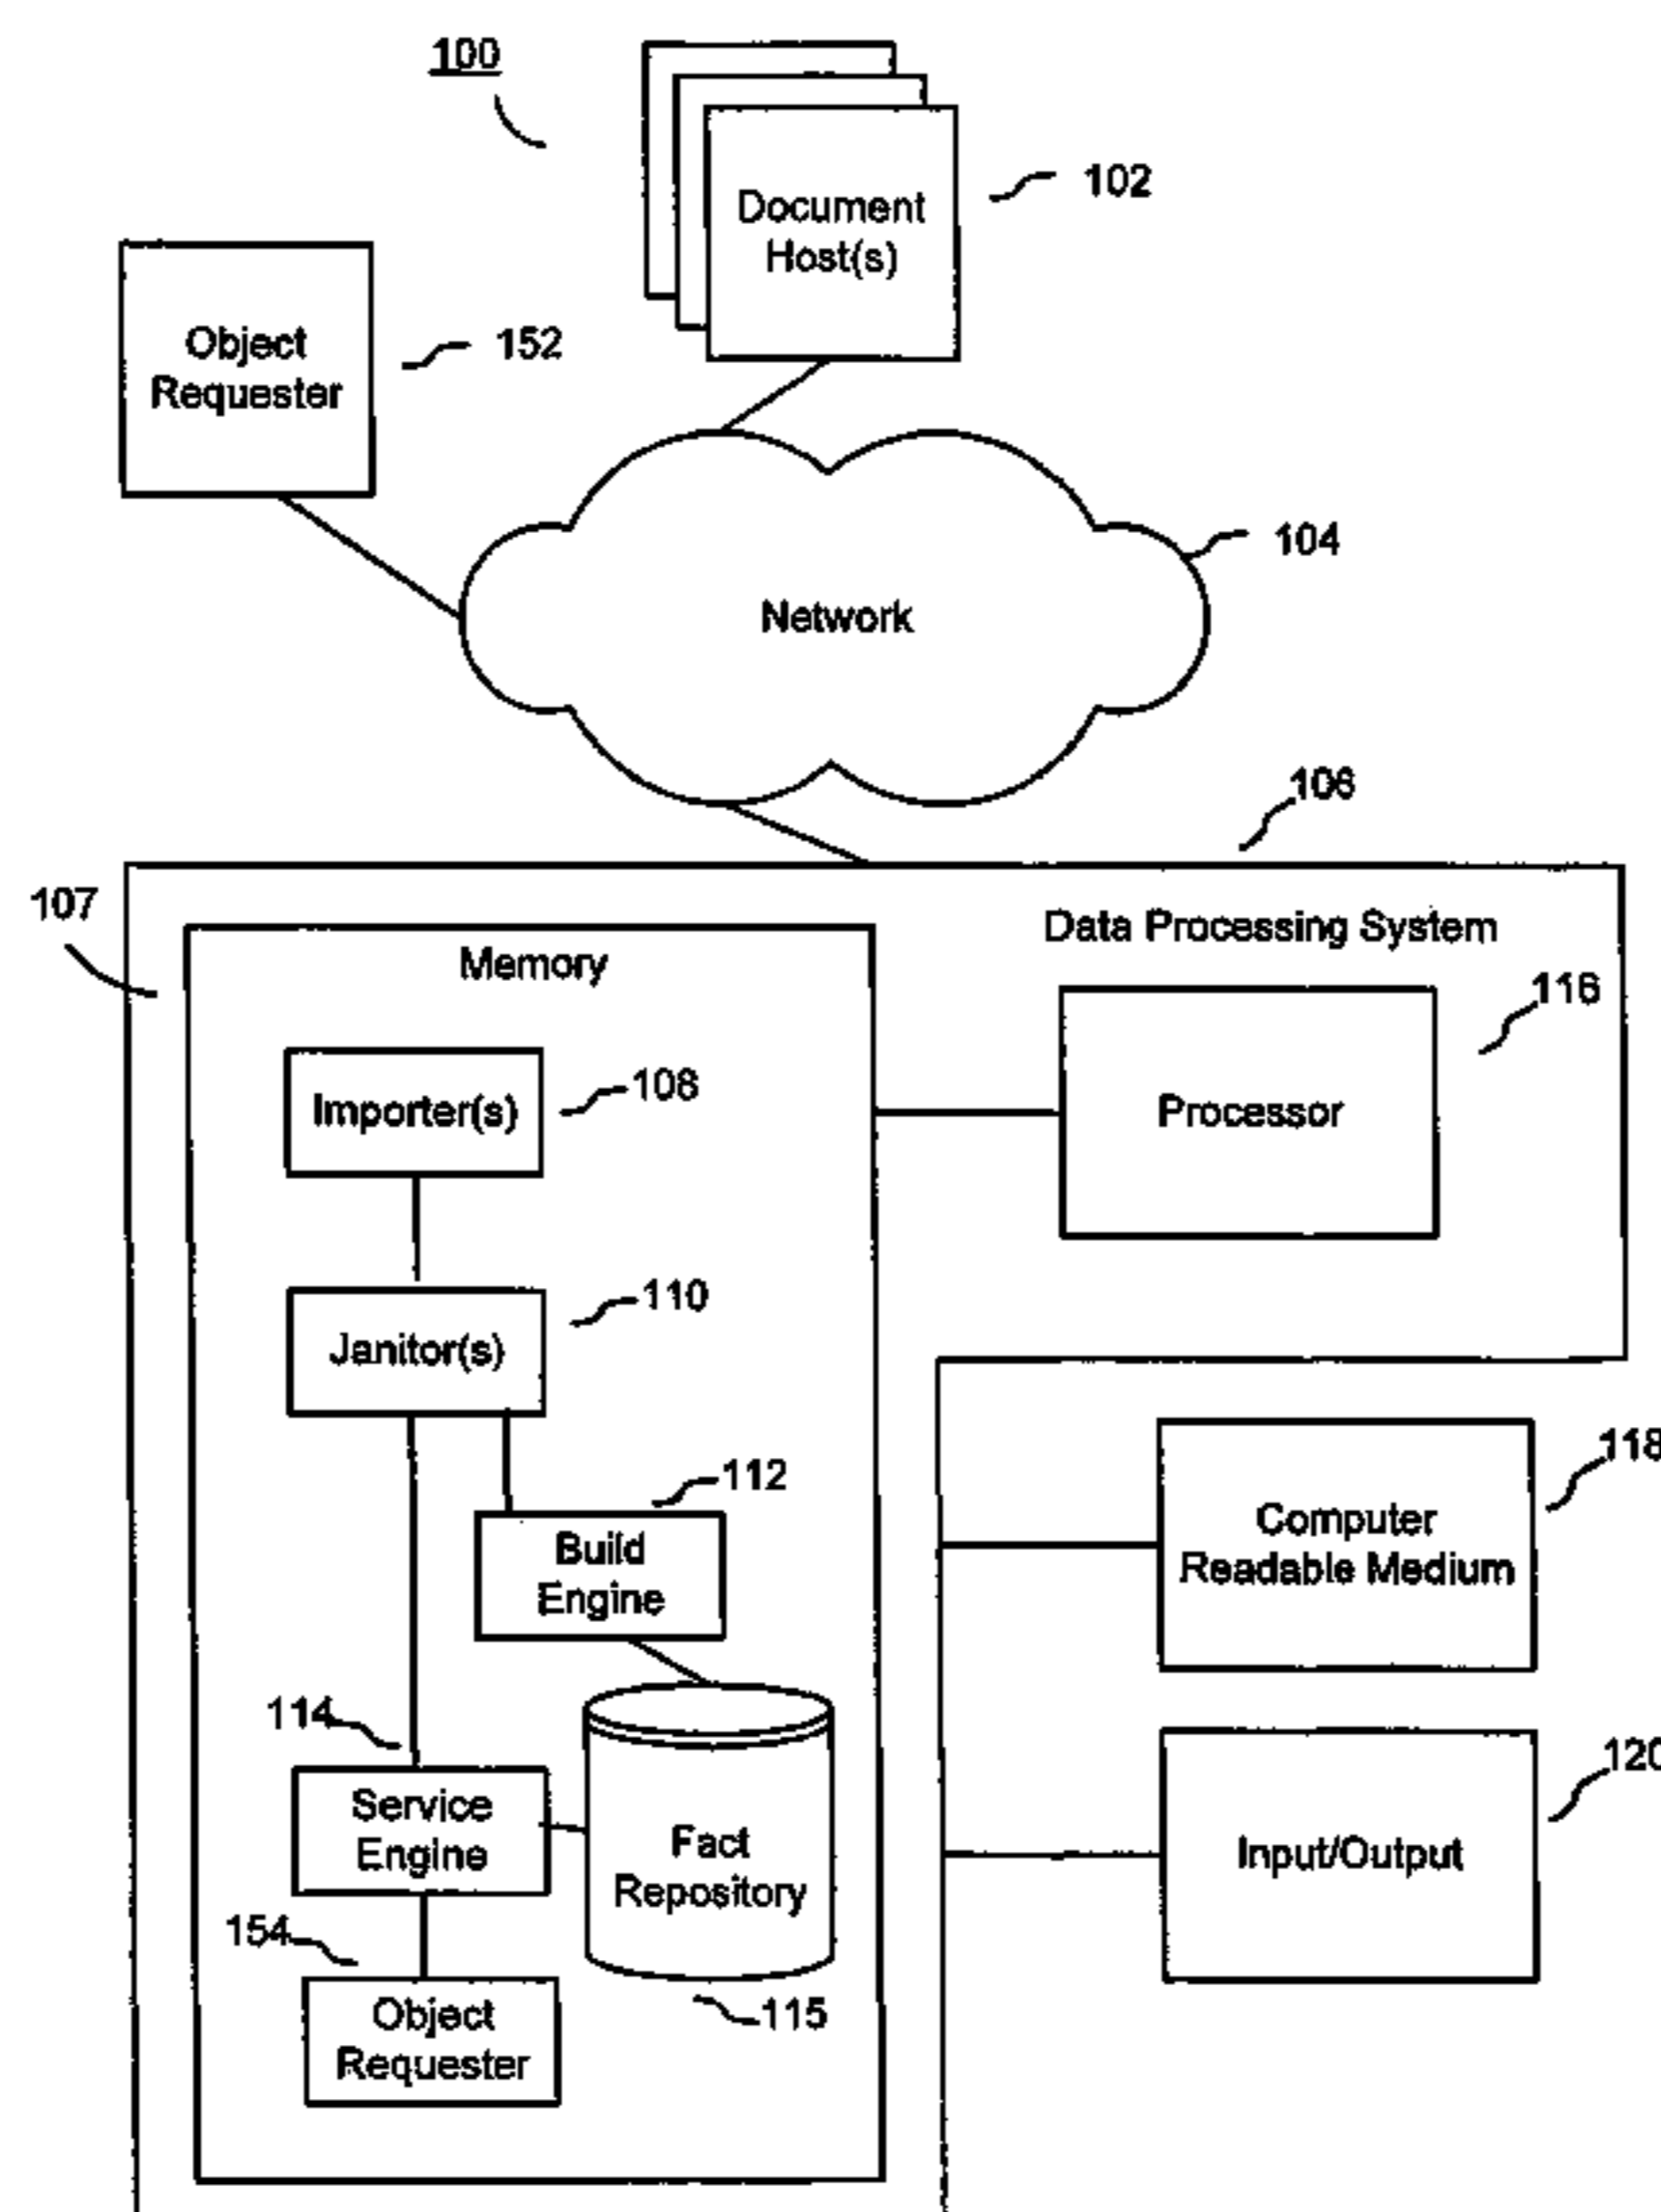 100
Document
Host(s)
102
Object
Requester
152
104
Network
106
107
Data Processing System
Memory
116
Importer(s)
108
Processor
Janitor(s)
110
112
Build
Engine
118
Computer
Readable Medium
114
Service
Engine
Fact
Repository
120
Input/Output
154
Object
Requester
115